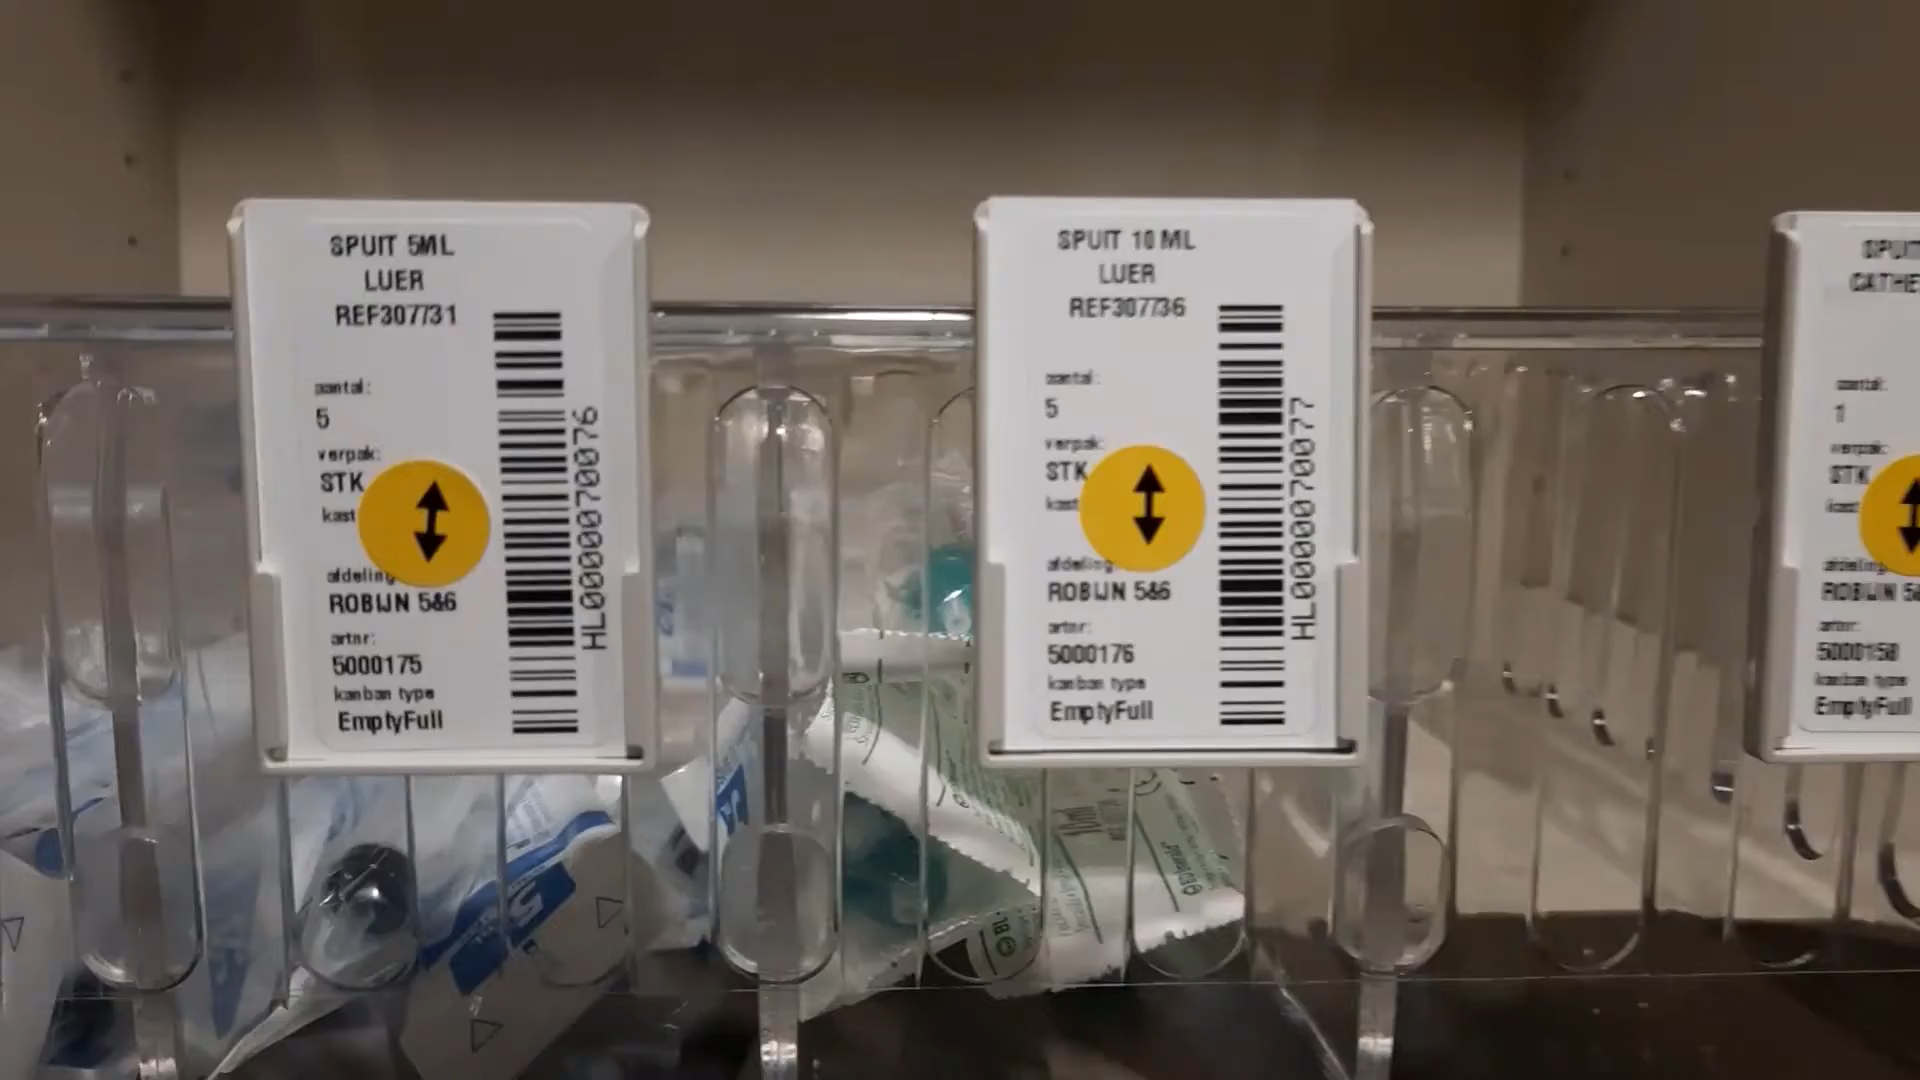 SPUIT 5ML
LUER
REF307731
aantal:
5
verpak:
STK
kast
afdeling
ROBIJN 5&6
artnr:
5000175
kanban type
EmptyFull
HL0000070076
SPUIT 10 ML
LUER
REF307736
aantal:
5
verpak:
STK
kast
afdeling
ROBIJN 5&6
artnr:
5000176
kanban type
EmptyFull
HL0000070077
aantal:
1
verpak:
STK
kast
afdeling
artnr:
5000158
kanban type
EmptyFull
10ml